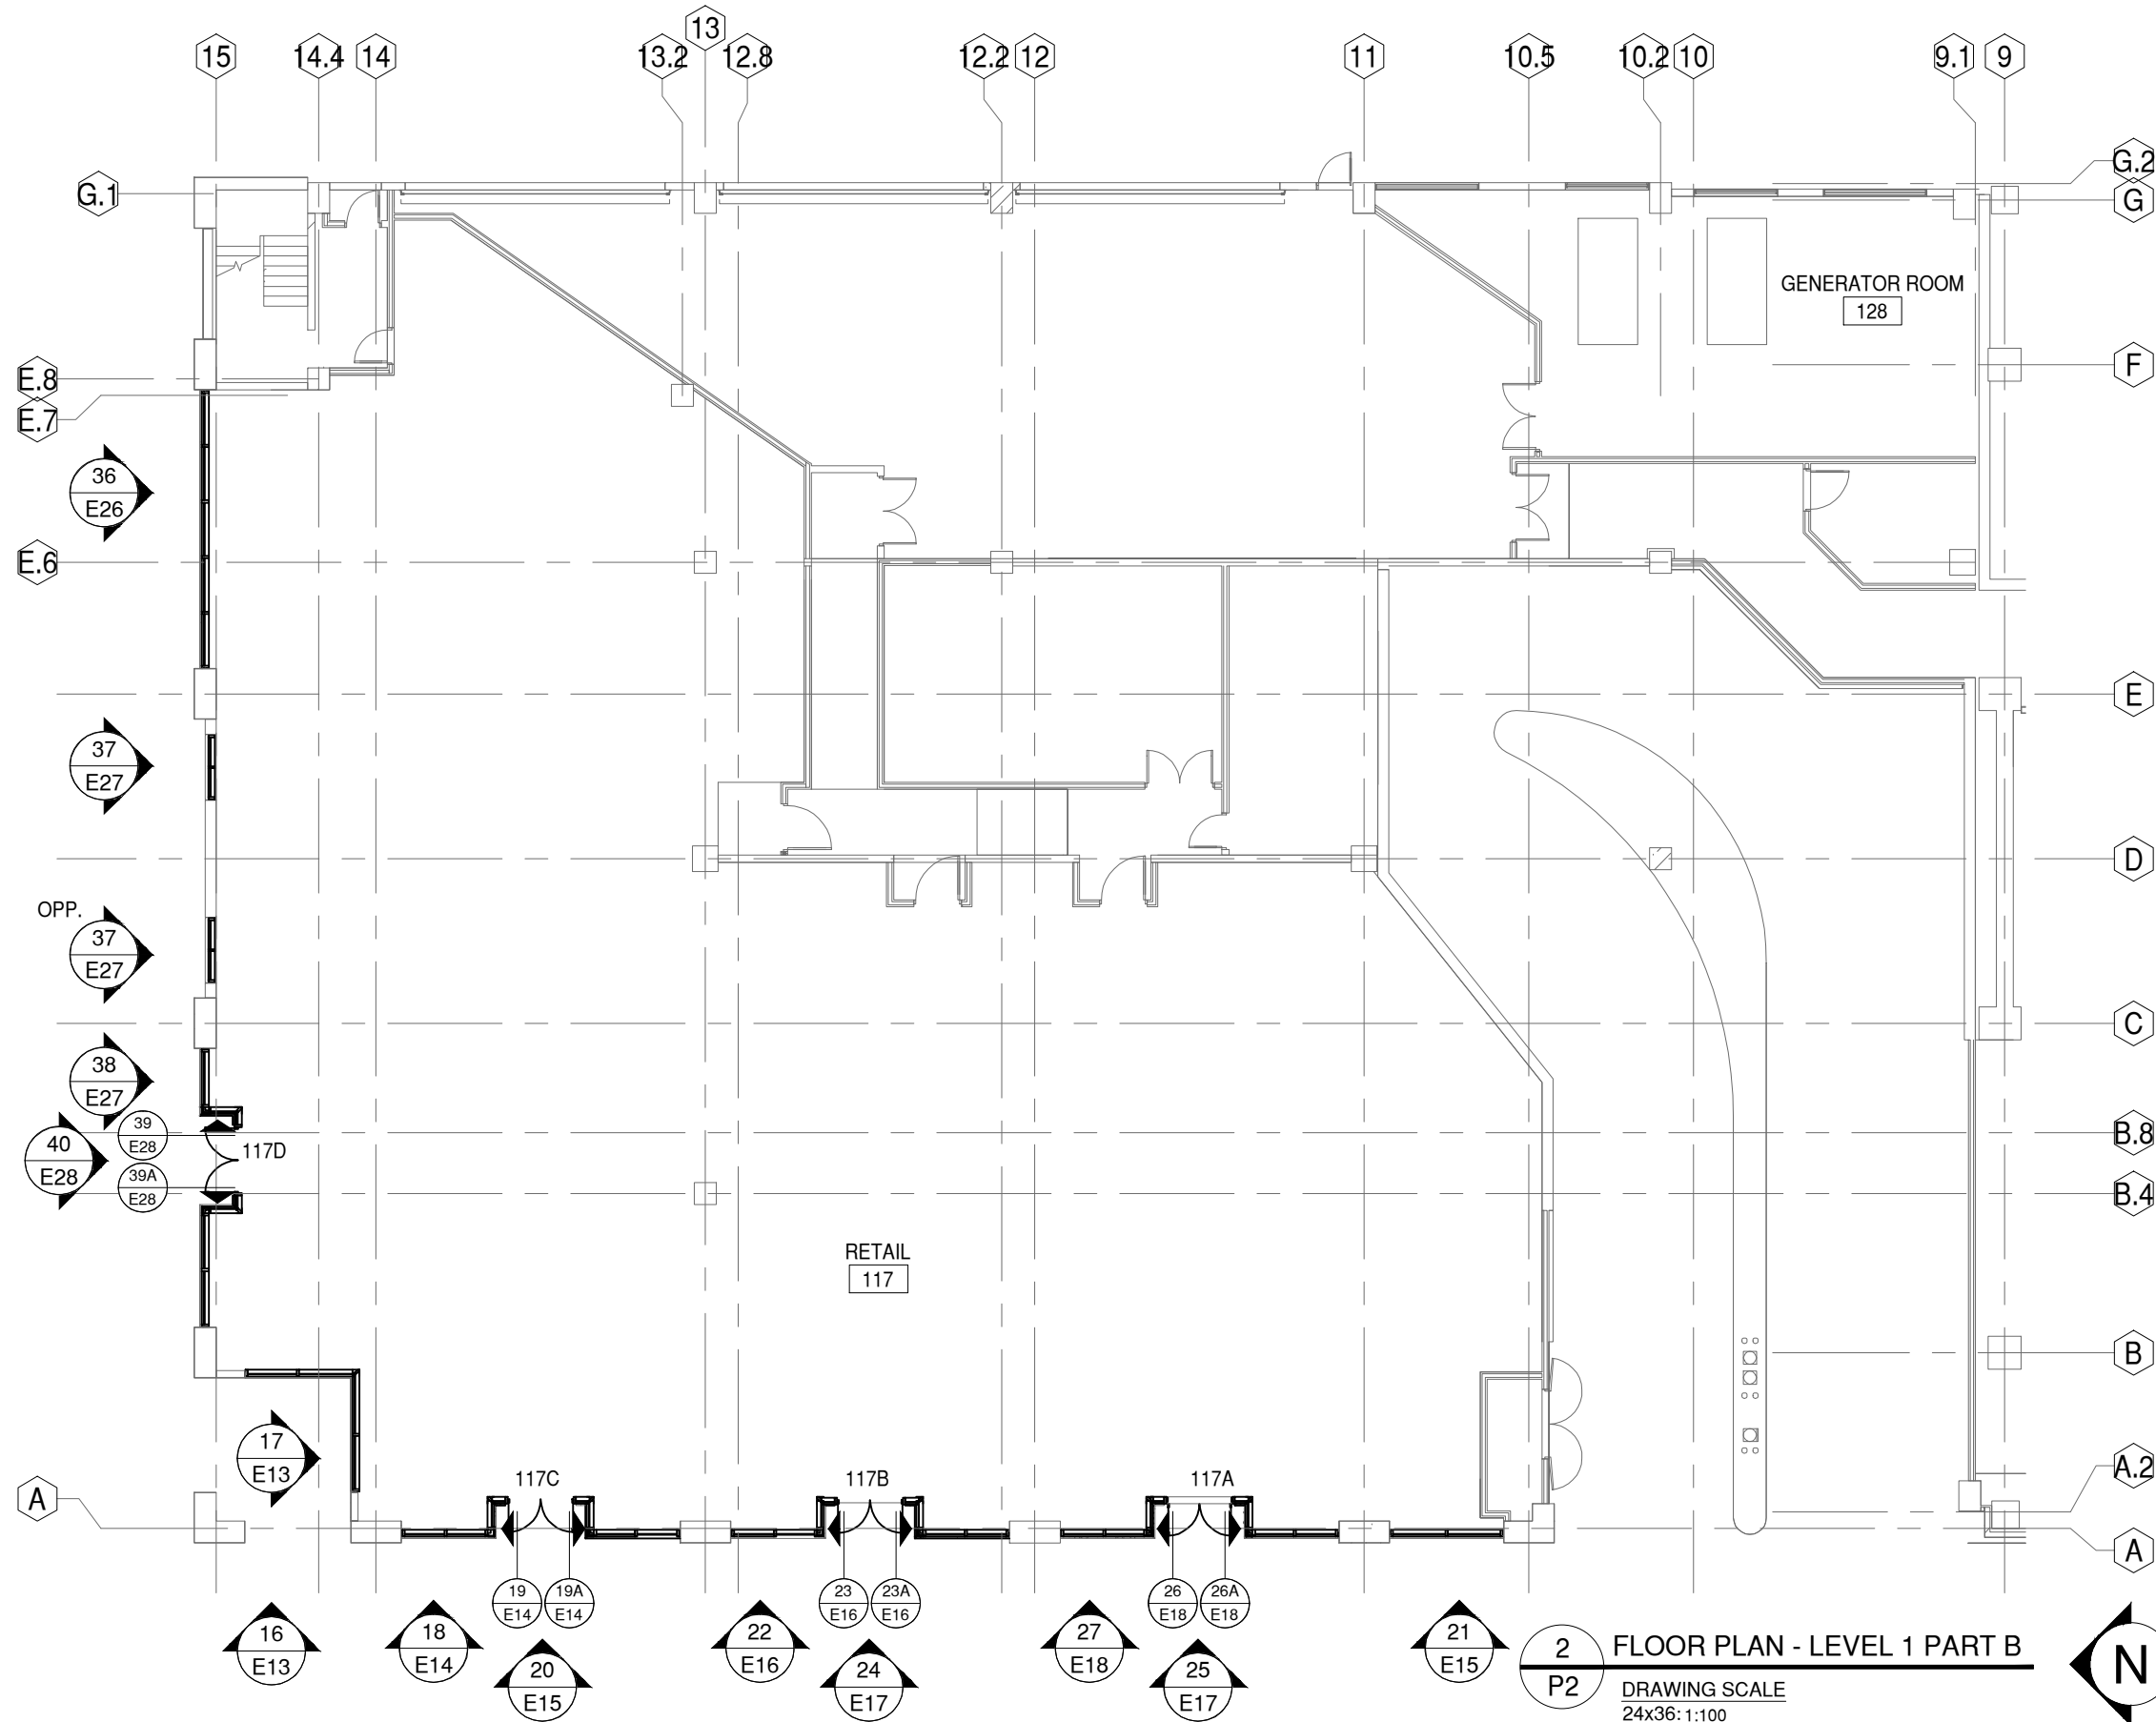 13
15
14.4
14
13.2
12.8
12.2
12
11
10.5
10.2
10
9.1
9
G.2
G.1
G
GENERATOR ROOM
128
F
E.8
E.7
36
E26
E.6
E
37
E27
D
OPP.
37
E27
C
38
E27
39
E28
B.8
40
E28
117D
39A
E28
B.4
RETAIL
117
B
17
E13
117C
117B
117A
A.2
A
A
19
E14
19A
E14
23
E16
23A
E16
26
E18
26A
E18
16
E13
18
E14
22
E16
27
E18
21
E15
20
E15
24
E17
25
E17
2
P2
FLOOR PLAN - LEVEL 1 PART B
DRAWING SCALE
24x36: 1:100
N